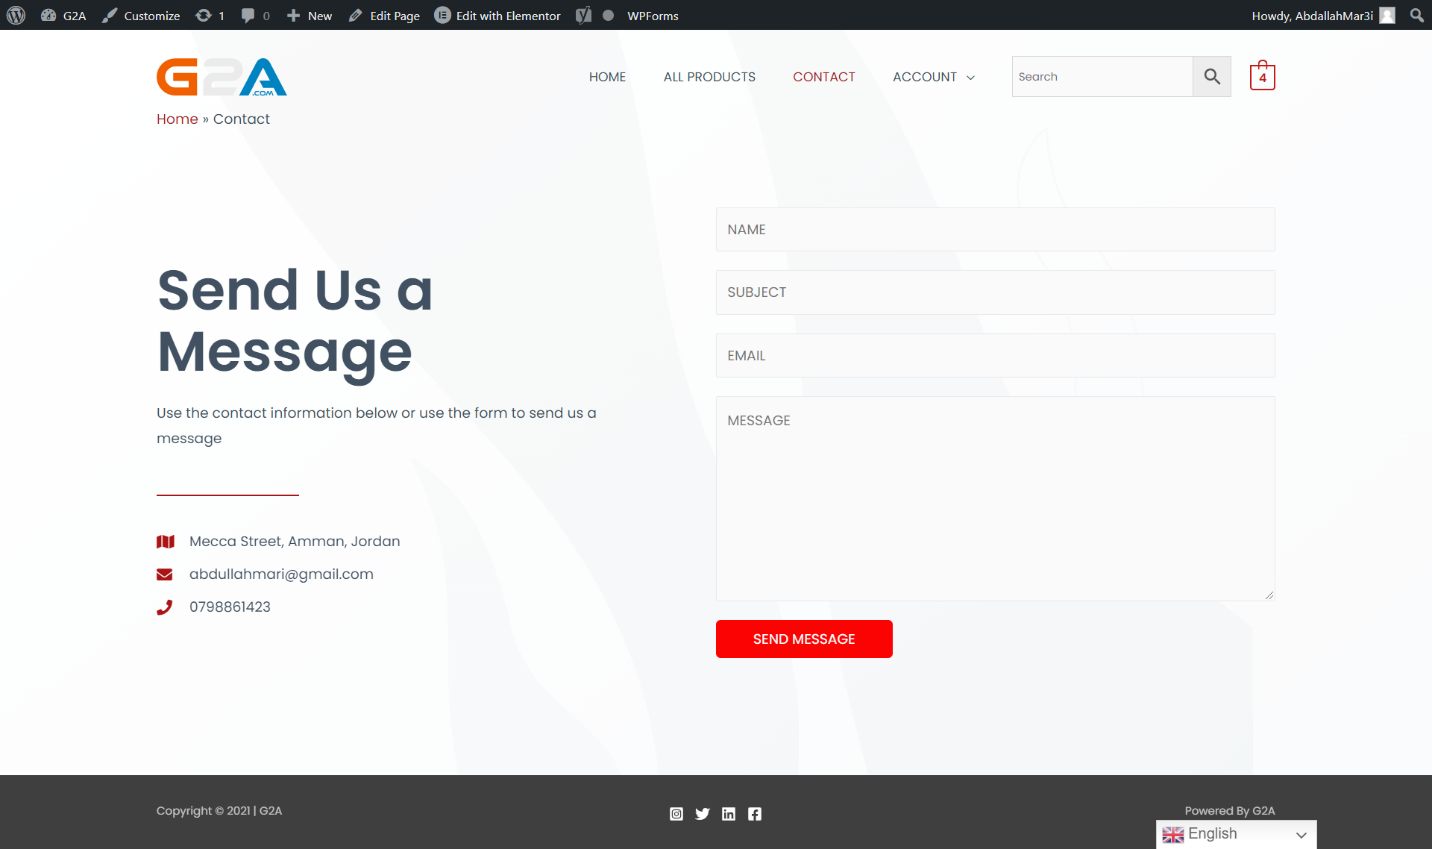 G2A
Customize
1
0
New
Edit Page
Edit with Elementor
WPForms
Howdy, AbdallahMar3i
G2A
.COM
HOME
ALL PRODUCTS
CONTACT
ACCOUNT
Search
4
Home » Contact
Send Us a
Message
Use the contact information below or use the form to send us a
message
Mecca Street, Amman, Jordan
abdullahmari@gmail.com
0798861423
NAME
SUBJECT
EMAIL
MESSAGE
SEND MESSAGE
Copyright © 2021 | G2A
Powered By G2A
English